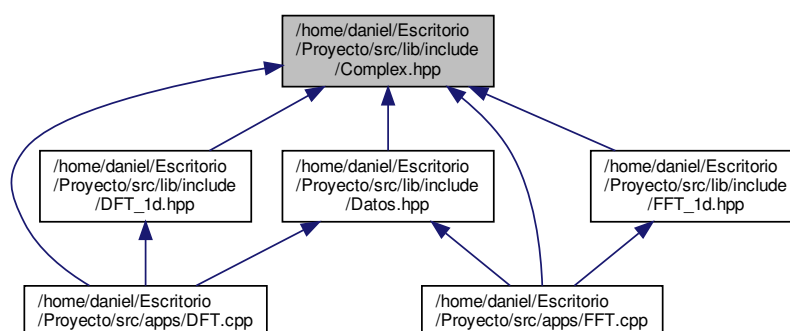 /home/daniel/Escritorio
/Proyecto/src/lib/include
/Complex.hpp
/home/daniel/Escritorio
/Proyecto/src/lib/include
/DFT_1d.hpp
/home/daniel/Escritorio
/Proyecto/src/lib/include
/Datos.hpp
/home/daniel/Escritorio
/Proyecto/src/lib/include
/FFT_1d.hpp
/home/daniel/Escritorio
/Proyecto/src/apps/DFT.cpp
/home/daniel/Escritorio
/Proyecto/src/apps/FFT.cpp